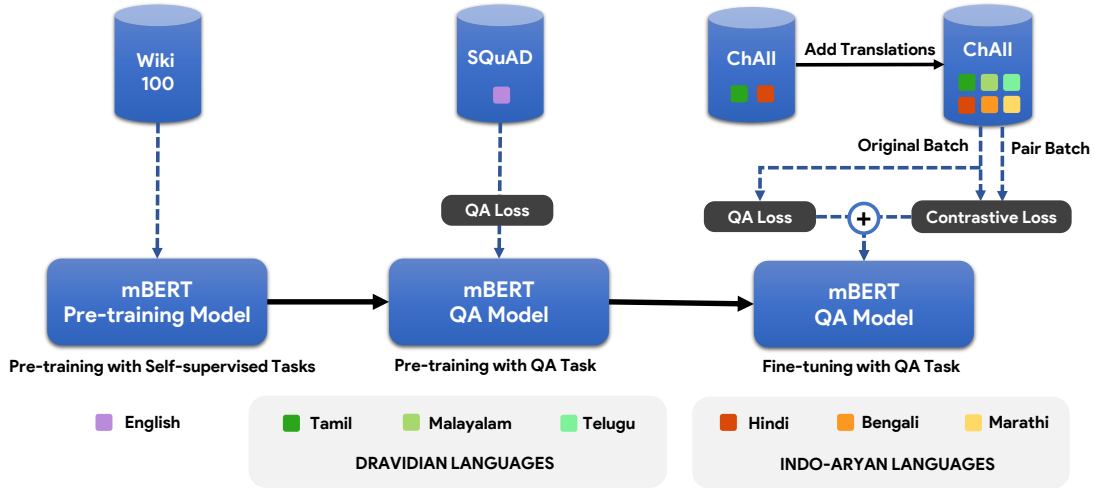 Wiki
100
SQuAD
ChAII
Add Translations
ChAII
Original Batch
Pair Batch
QA Loss
QA Loss
+
Contrastive Loss
mBERT
Pre-training Model
mBERT
QA Model
mBERT
QA Model
Pre-training with Self-supervised Tasks
Pre-training with QA Task
Fine-tuning with QA Task
English
Tamil
Malayalam
Telugu
Hindi
Bengali
Marathi
DRAVIDIAN LANGUAGES
INDO-ARYAN LANGUAGES